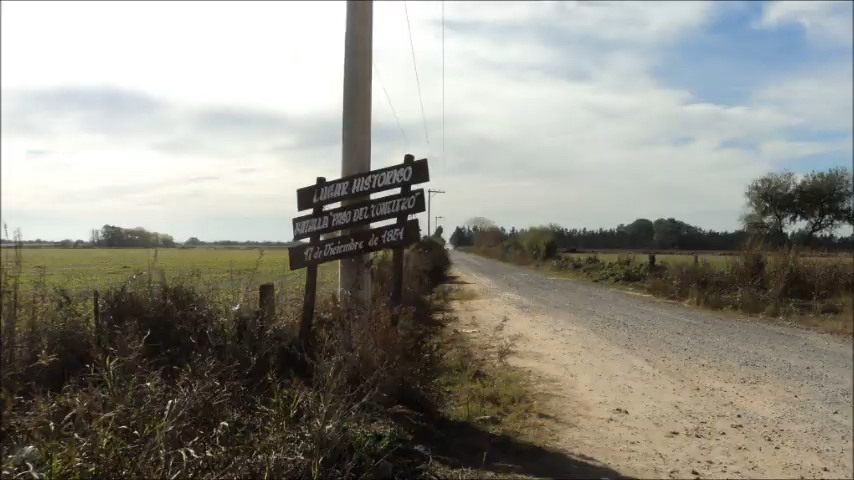 LUGAR HISTORICO
BATALLA "PASO DEL TONELERO"
17 de Diciembre de 1851